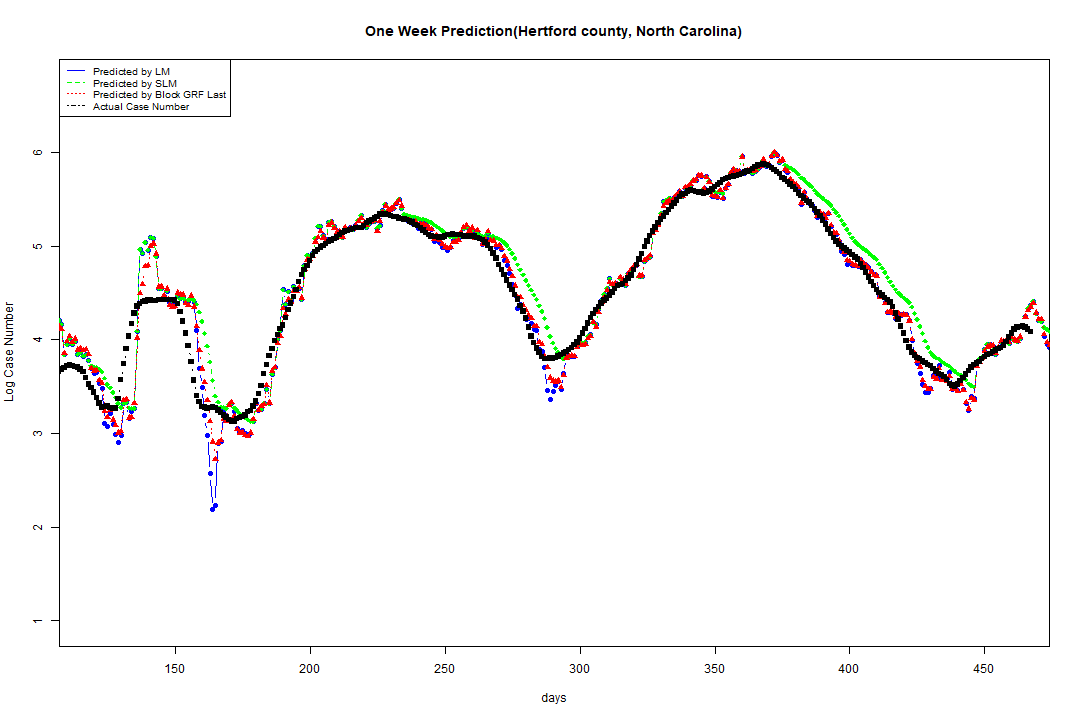 One Week Prediction(Hertford county, North Carolina)
Predicted by LM
Predicted by SLM
Predicted by Block GRF Last
Actual Case Number
6
5
4
3
2
1
Log Case Number
150 200 250 300 350 400 450
days